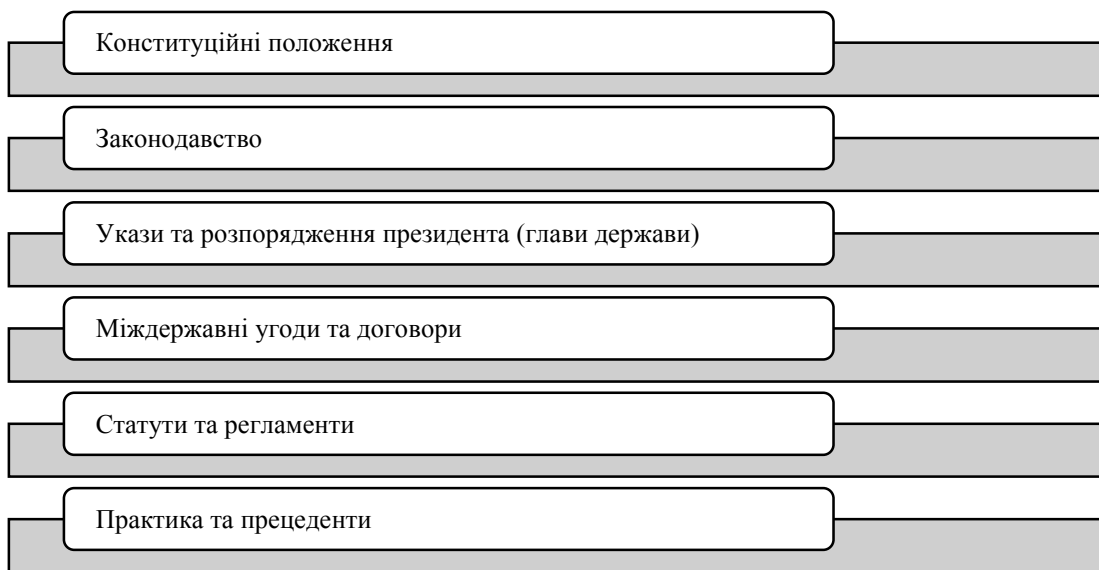 Конституційні положення
Законодавство
Укази та розпорядження президента (глави держави)
Міждержавні угоди та договори
Статути та регламенти
Практика та прецеденти